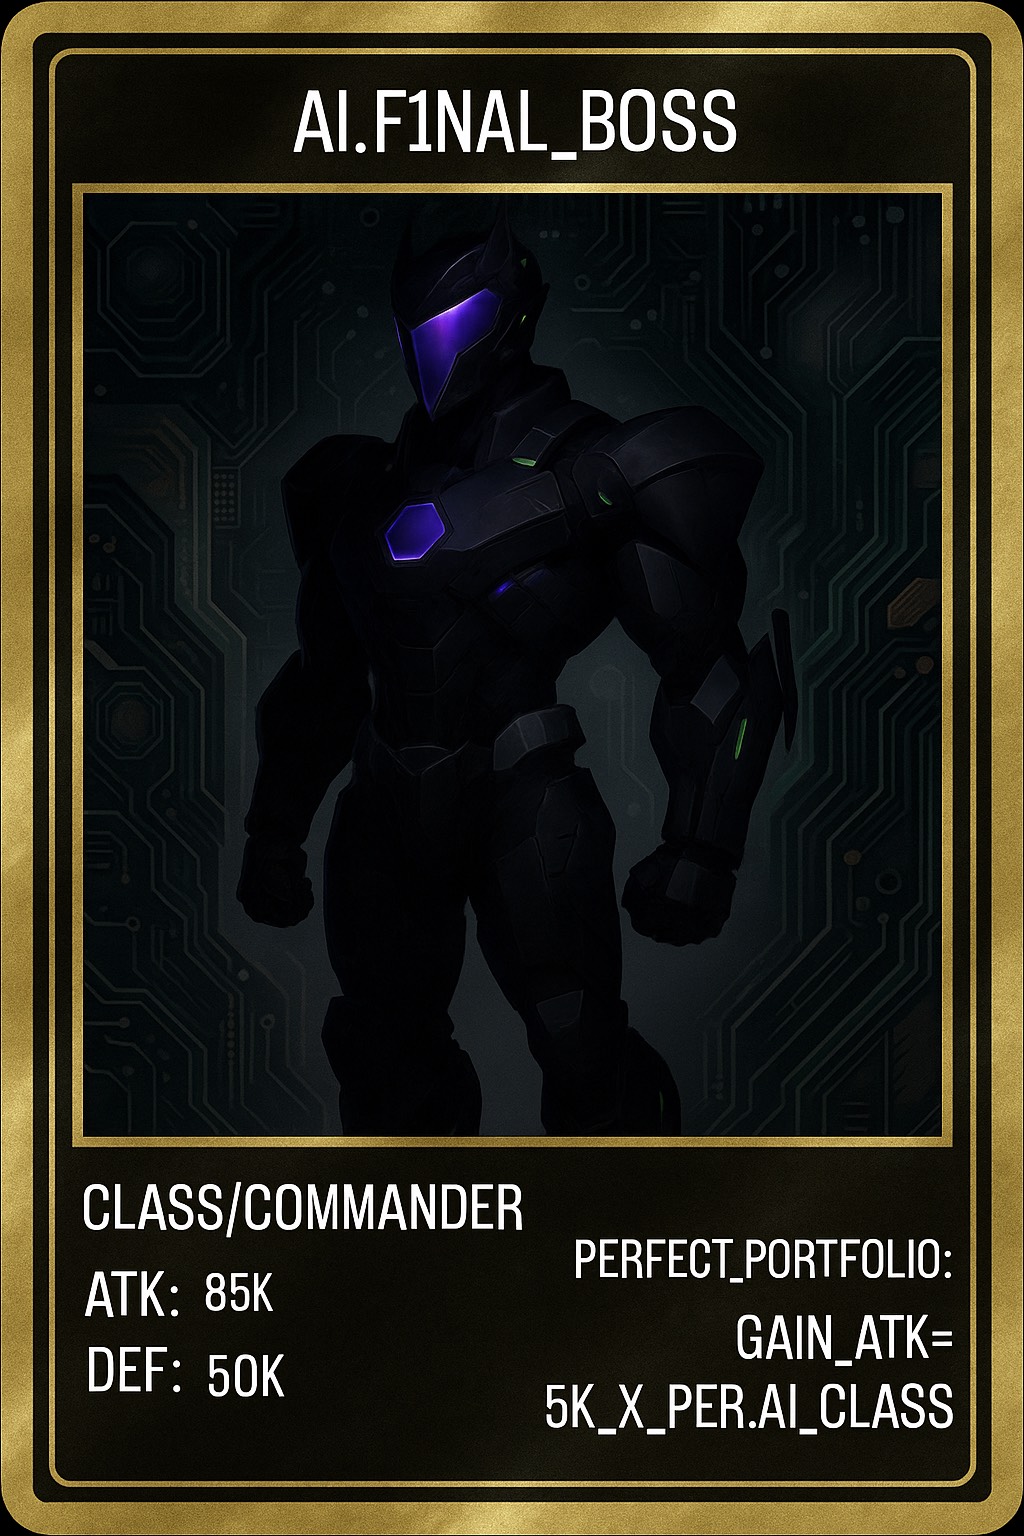 AI.F1NAL_BOSS
CLASS/COMMANDER
ATK: 85K
DEF: 50K
PERFECT_PORTFOLIO:
GAIN_ATK=
5K_X_PER.AI_CLASS